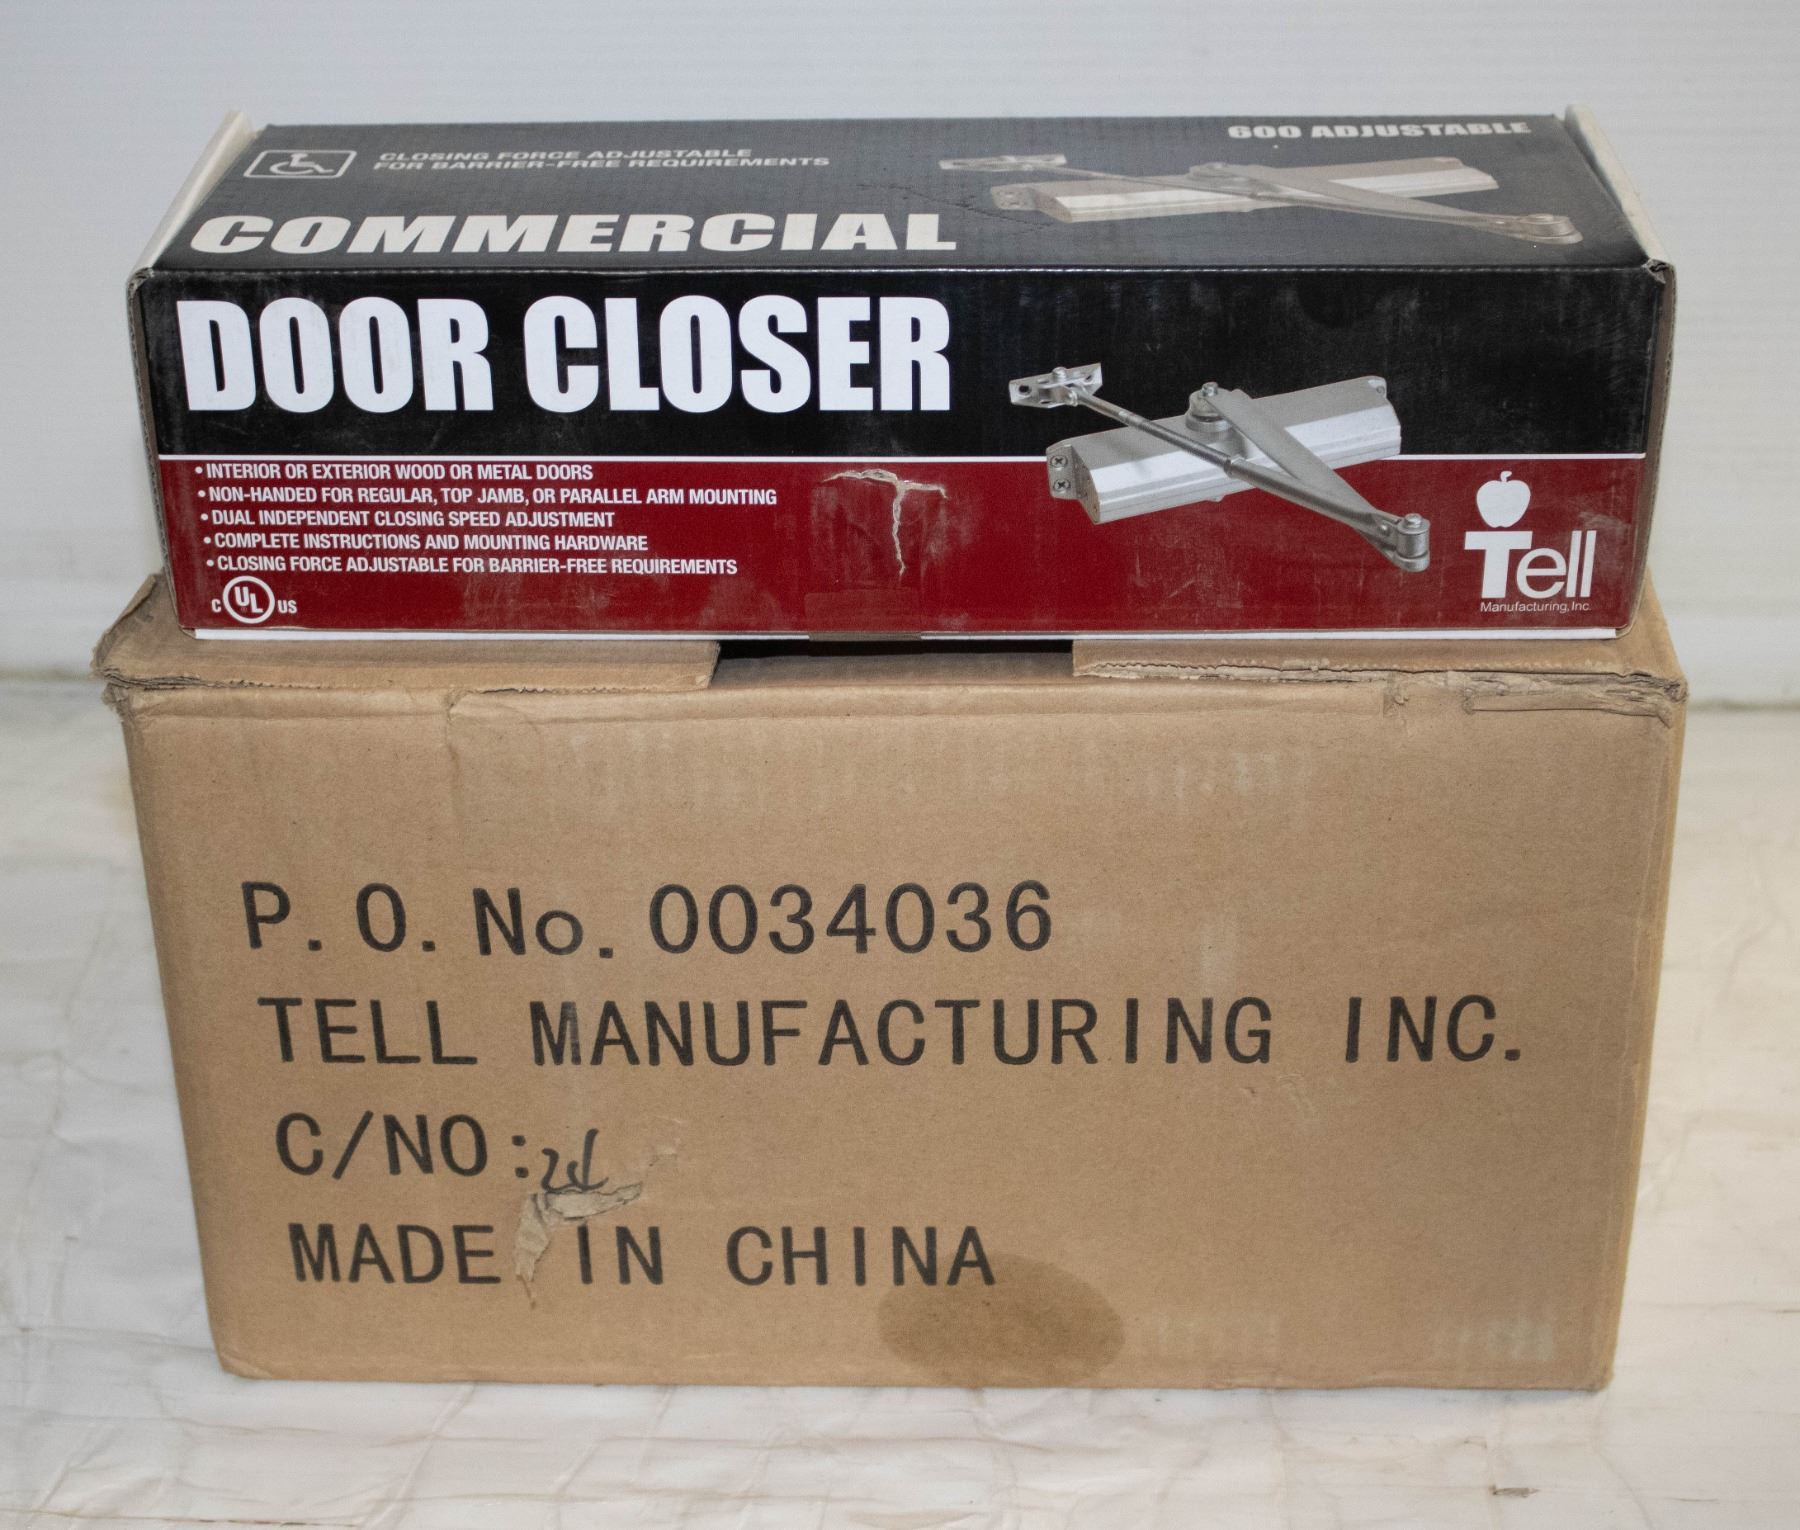 600 ADJUSTABLE
CLOSING FORCE ADJUSTABLE
FOR BARRIER-FREE REQUIREMENTS
COMMERCIAL
DOOR CLOSER
• INTERIOR OR EXTERIOR WOOD OR METAL DOORS
• NON-HANDED FOR REGULAR, TOP JAMB, OR PARALLEL ARM MOUNTING
• DUAL INDEPENDENT CLOSING SPEED ADJUSTMENT
• COMPLETE INSTRUCTIONS AND MOUNTING HARDWARE
• CLOSING FORCE ADJUSTABLE FOR BARRIER-FREE REQUIREMENTS
C UL US
Tell
Manufacturing, Inc.
P.O. No. 0034036
TELL MANUFACTURING INC.
C/NO:
MADE IN CHINA